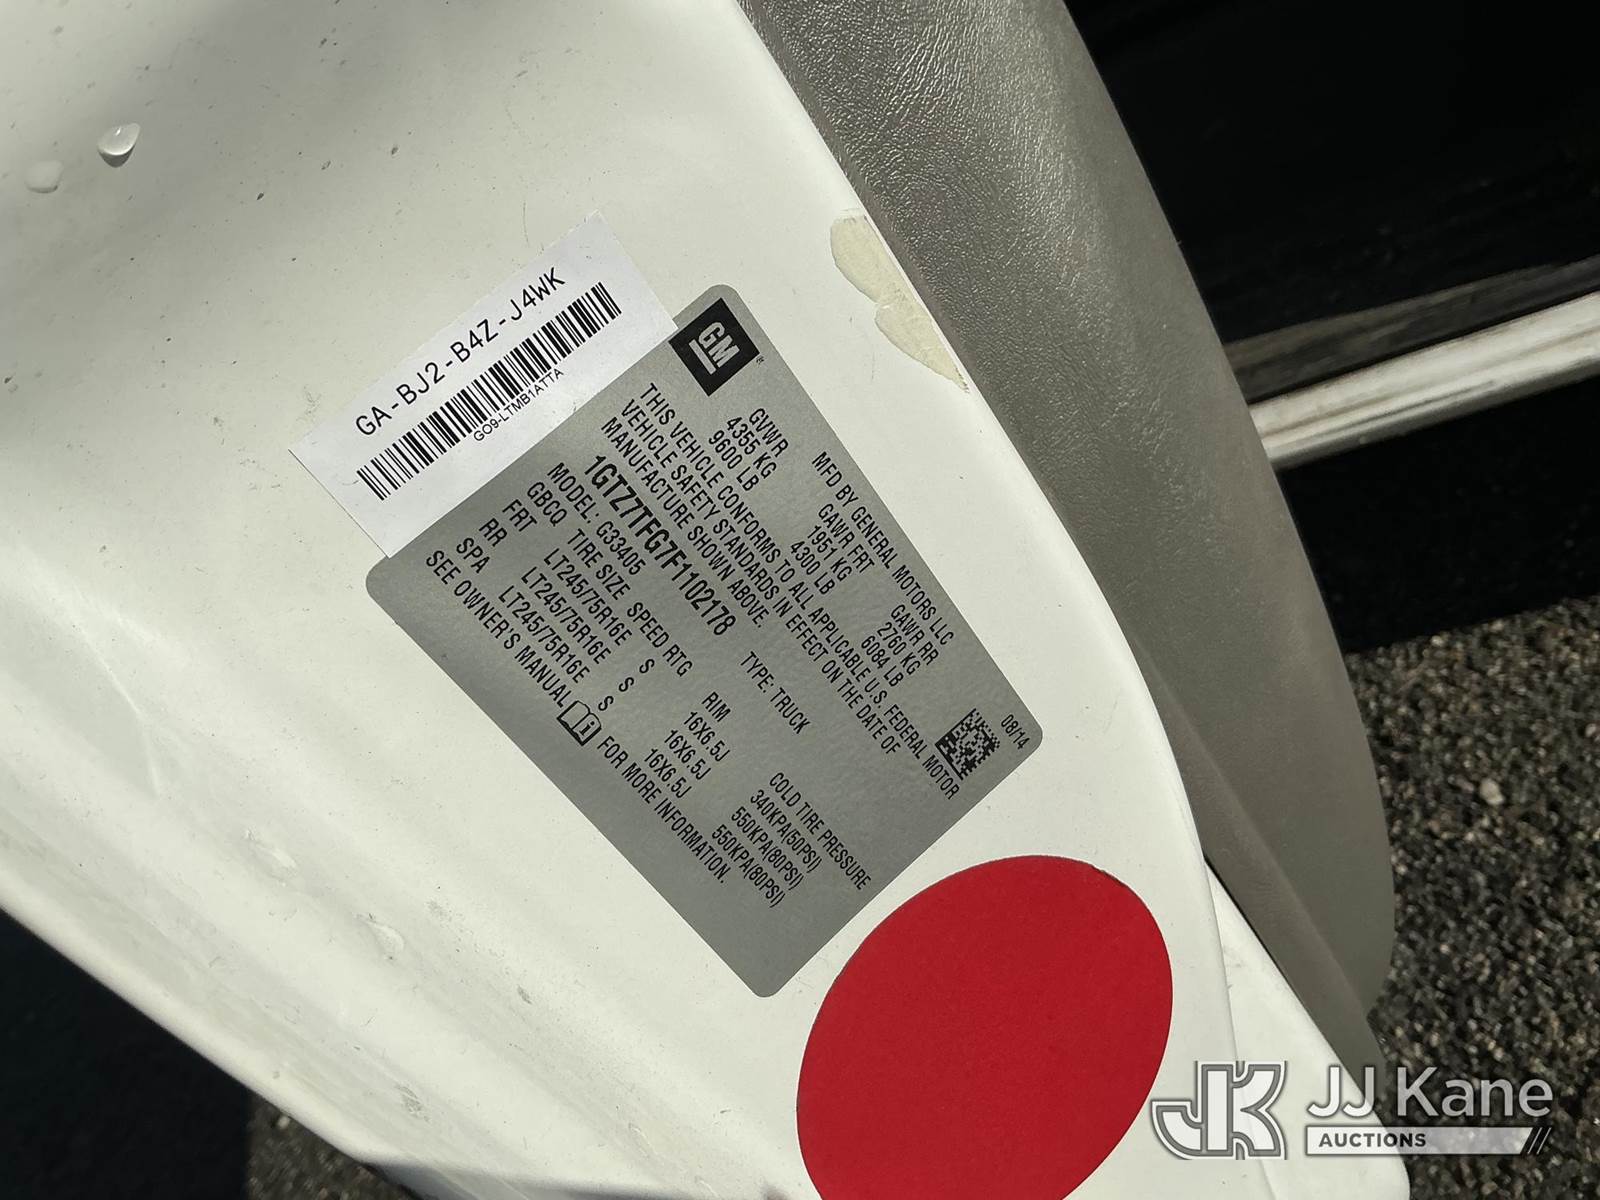 GA-BJ2-B4Z-J4WK
GO9-LTMB1ATTA
GM
MFD BY GENERAL MOTORS LLC 08/14
GVWR GAWR FRT GAWR RR
4355 KG 1951 KG 2760 KG
9600 LB 4300 LB 6084 LB
THIS VEHICLE CONFORMS TO ALL APPLICABLE U.S. FEDERAL MOTOR
VEHICLE SAFETY STANDARDS IN EFFECT ON THE DATE OF
MANUFACTURE SHOWN ABOVE.
1GTZ7TFG7F1102178 TYPE: TRUCK
MODEL: G33405
GBCQ TIRE SIZE SPEED RTG RIM COLD TIRE PRESSURE
FRT LT245/75R16E S 16X6.5J 340KPA(50PSI)
RR LT245/75R16E S 16X6.5J 550KPA(80PSI)
SPA LT245/75R16E S 16X6.5J 550KPA(80PSI)
SEE OWNER'S MANUAL FOR MORE INFORMATION.
JK JJ Kane
AUCTIONS